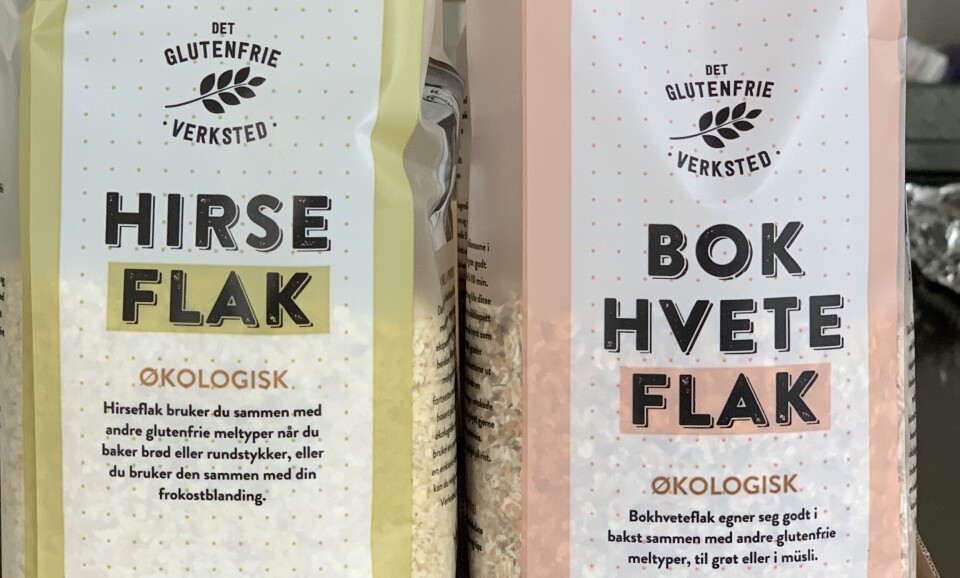 DET
GLUTENFRIE
VERKSTED
HIRSE
FLAK
ØKOLOGISK
Hirseflak bruker du sammen med
andre glutenfrie meltyper når du
baker brød eller rundstykker, eller
du bruker den sammen med din
frokostblanding.
DET
GLUTENFRIE
VERKSTED
BOK
HVETE
FLAK
ØKOLOGISK
Bokhveteflak egner seg godt i
bakst sammen med andre glutenfrie
meltyper, til grøt eller i müsli.